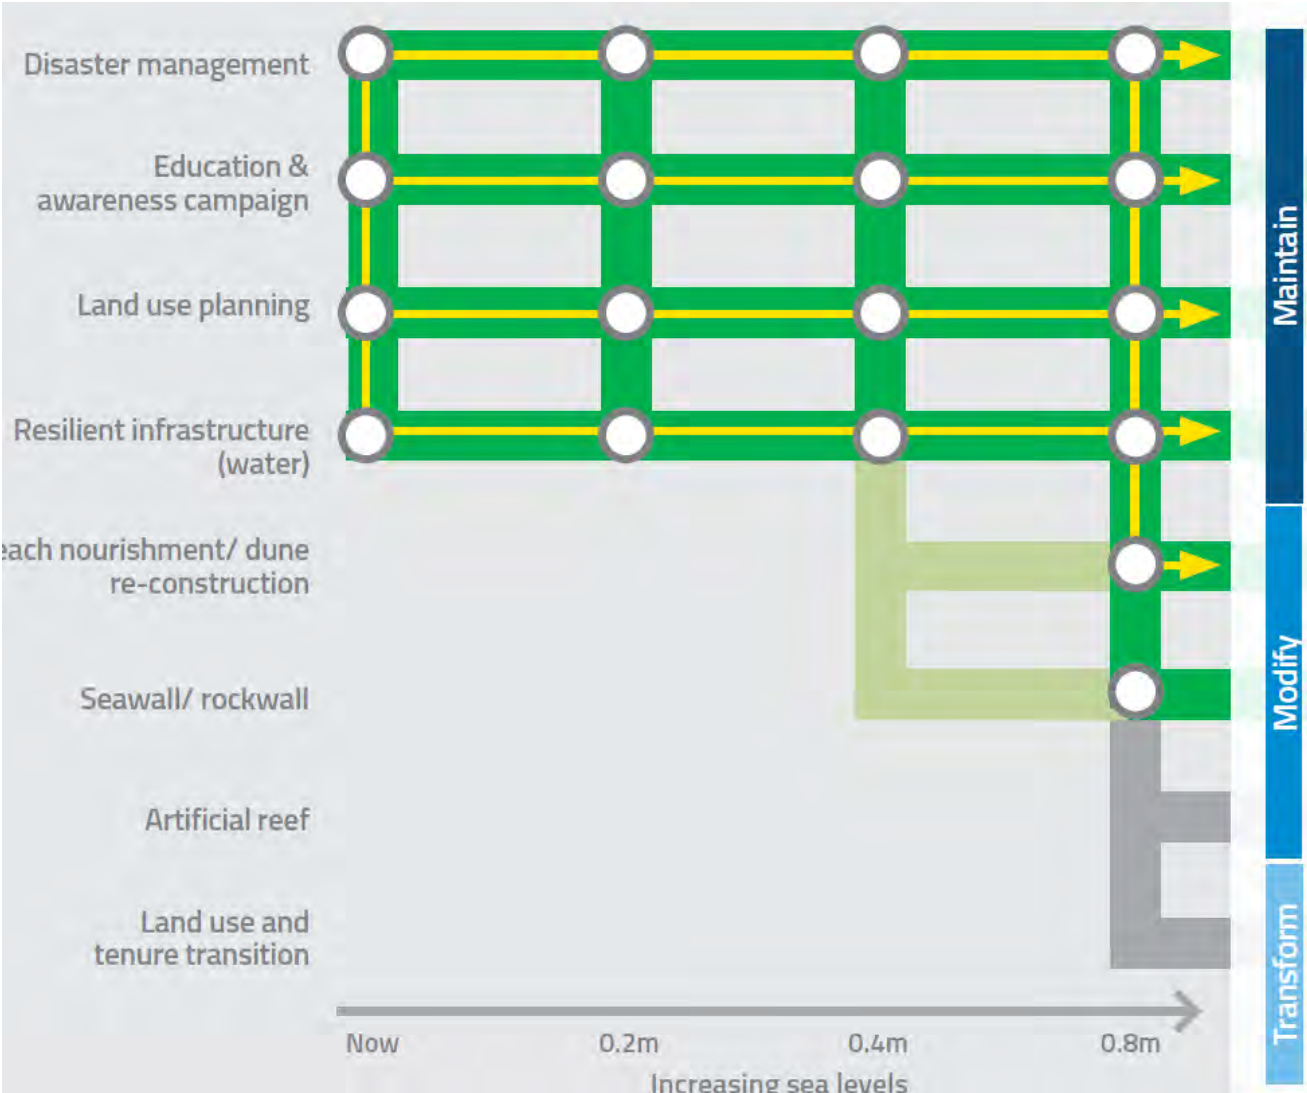 Disaster management
Education &
awareness campaign
Land use planning
Resilient infrastructure
(water)
each nourishment/ dune
re-construction
Seawall/ rockwall
Artificial reef
Land use and
tenure transition
Now
0.2m
0.4m
0.8m
Increasing sea levels
Maintain
Modify
Transform